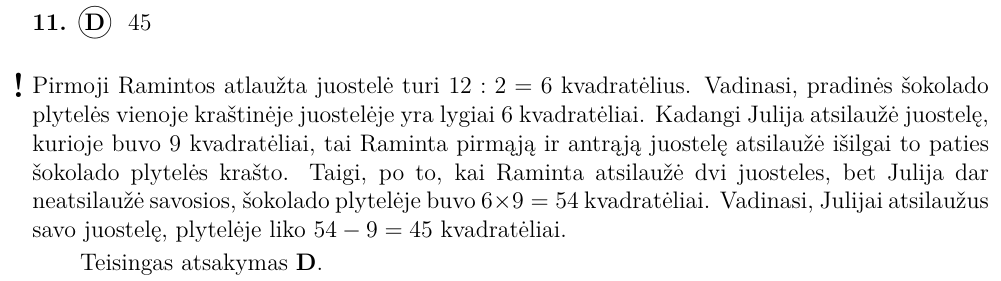 11. D 45
! Pirmoji Ramintos atlaužta juostelė turi 12 : 2 = 6 kvadratėlius. Vadinasi, pradinės šokolado
plytelės vienoje kraštinėje juostelėje yra lygiai 6 kvadratėliai. Kadangi Julija atsilaužė juostelę,
kurioje buvo 9 kvadratėliai, tai Raminta pirmąją ir antrąją juostelę atsilaužė išilgai to paties
šokolado plytelės krašto. Taigi, po to, kai Raminta atsilaužė dvi juosteles, bet Julija dar
neatsilaužė savosios, šokolado plytelėje buvo 6×9 = 54 kvadratėliai. Vadinasi, Julijai atsilaužus
savo juostelę, plytelėje liko 54 − 9 = 45 kvadratėliai.
Teisingas atsakymas D.